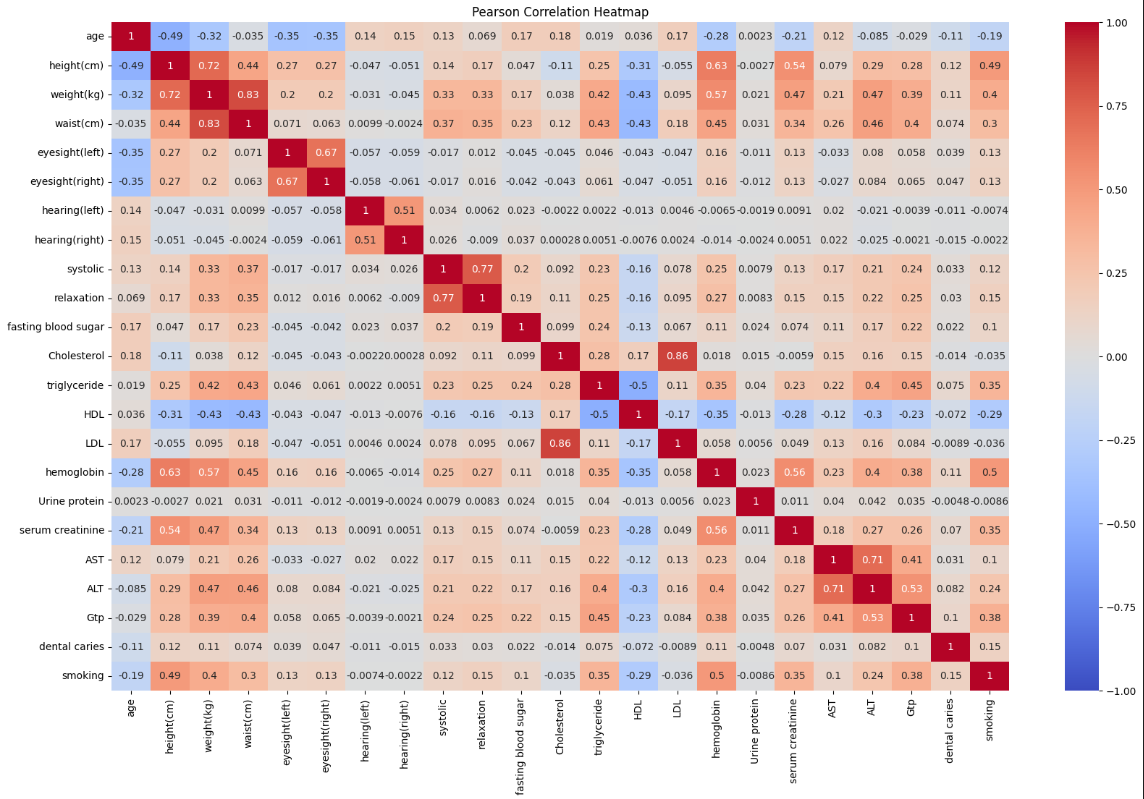 Pearson Correlation Heatmap
age 1 -0.49 -0.32 -0.035 -0.35 -0.35 0.14 0.15 0.13 0.069 0.17 0.18 0.019 0.036 0.17 -0.28 0.0023 -0.21 0.12 -0.085 -0.029 -0.11 -0.19
height(cm) -0.49 1 0.72 0.44 0.27 0.27 -0.047 -0.051 0.14 0.17 0.047 -0.11 0.25 -0.31 -0.055 0.63 -0.0027 0.54 0.079 0.29 0.28 0.12 0.49
weight(kg) -0.32 0.72 1 0.83 0.2 0.2 -0.031 -0.045 0.33 0.33 0.17 0.038 0.42 -0.43 0.095 0.57 0.021 0.47 0.21 0.47 0.39 0.11 0.4
waist(cm) -0.035 0.44 0.83 1 0.071 0.063 0.0099 -0.0024 0.37 0.35 0.23 0.12 0.43 -0.43 0.18 0.45 0.031 0.34 0.26 0.46 0.4 0.074 0.3
eyesight(left) -0.35 0.27 0.2 0.071 1 0.67 -0.057 -0.059 -0.017 0.012 -0.045 -0.045 0.046 -0.043 -0.047 0.16 -0.011 0.13 -0.033 0.08 0.058 0.039 0.13
eyesight(right) -0.35 0.27 0.2 0.063 0.67 1 -0.058 -0.061 -0.017 0.016 -0.042 -0.043 0.061 -0.047 -0.051 0.16 -0.012 0.13 -0.027 0.084 0.065 0.047 0.13
hearing(left) 0.14 -0.047 -0.031 0.0099 -0.057 -0.058 1 0.51 0.034 0.0062 0.023 -0.0022 0.0022 -0.013 0.0046 -0.0065 -0.0019 0.0091 0.02 -0.021 -0.0039 -0.011 -0.0074
hearing(right) 0.15 -0.051 -0.045 -0.0024 -0.059 -0.061 0.51 1 0.026 -0.009 0.037 0.00028 0.0051 -0.0076 0.0024 -0.014 -0.0024 0.0051 0.022 -0.025 -0.0021 -0.015 -0.0022
systolic 0.13 0.14 0.33 0.37 -0.017 -0.017 0.034 0.026 1 0.77 0.2 0.092 0.23 -0.16 0.078 0.25 0.0079 0.13 0.17 0.21 0.24 0.033 0.12
relaxation 0.069 0.17 0.33 0.35 0.012 0.016 0.0062 -0.009 0.77 1 0.19 0.11 0.25 -0.16 0.095 0.27 0.0083 0.15 0.15 0.22 0.25 0.03 0.15
fasting blood sugar 0.17 0.047 0.17 0.23 -0.045 -0.042 0.023 0.037 0.2 0.19 1 0.099 0.24 -0.13 0.067 0.11 0.024 0.074 0.11 0.17 0.22 0.022 0.1
Cholesterol 0.18 -0.11 0.038 0.12 -0.045 -0.043 -0.0022 0.00028 0.092 0.11 0.099 1 0.28 0.17 0.86 0.018 0.015 -0.0059 0.15 0.16 0.15 -0.014 -0.035
triglyceride 0.019 0.25 0.42 0.43 0.046 0.061 0.0022 0.0051 0.23 0.25 0.24 0.28 1 -0.5 0.11 0.35 0.04 0.23 0.22 0.4 0.45 0.075 0.35
HDL 0.036 -0.31 -0.43 -0.43 -0.043 -0.047 -0.013 -0.0076 -0.16 -0.16 -0.13 0.17 -0.5 1 -0.17 -0.35 -0.013 -0.28 -0.12 -0.3 -0.23 -0.072 -0.29
LDL 0.17 -0.055 0.095 0.18 -0.047 -0.051 0.0046 0.0024 0.078 0.095 0.067 0.86 0.11 -0.17 1 0.058 0.0056 0.049 0.13 0.16 0.084 -0.0089 -0.036
hemoglobin -0.28 0.63 0.57 0.45 0.16 0.16 -0.0065 -0.014 0.25 0.27 0.11 0.018 0.35 -0.35 0.058 1 0.023 0.56 0.23 0.4 0.38 0.11 0.5
Urine protein 0.0023 -0.0027 0.021 0.031 -0.011 -0.012 -0.0019 -0.0024 0.0079 0.0083 0.024 0.015 0.04 -0.013 0.0056 0.023 1 0.011 0.04 0.042 0.035 -0.0048 -0.0086
serum creatinine -0.21 0.54 0.47 0.34 0.13 0.13 0.0091 0.0051 0.13 0.15 0.074 -0.0059 0.23 -0.28 0.049 0.56 0.011 1 0.18 0.27 0.26 0.07 0.35
AST 0.12 0.079 0.21 0.26 -0.033 -0.027 0.02 0.022 0.17 0.15 0.11 0.15 0.22 -0.12 0.13 0.23 0.04 0.18 1 0.71 0.41 0.031 0.1
ALT -0.085 0.29 0.47 0.46 0.08 0.084 -0.021 -0.025 0.21 0.22 0.17 0.16 0.4 -0.3 0.16 0.4 0.042 0.27 0.71 1 0.53 0.082 0.24
Gtp -0.029 0.28 0.39 0.4 0.058 0.065 -0.0039 -0.0021 0.24 0.25 0.22 0.15 0.45 -0.23 0.084 0.38 0.035 0.26 0.41 0.53 1 0.1 0.38
dental caries -0.11 0.12 0.11 0.074 0.039 0.047 -0.011 -0.015 0.033 0.03 0.022 -0.014 0.075 -0.072 -0.0089 0.11 -0.0048 0.07 0.031 0.082 0.1 1 0.15
smoking -0.19 0.49 0.4 0.3 0.13 0.13 -0.0074 -0.0022 0.12 0.15 0.1 -0.035 0.35 -0.29 -0.036 0.5 -0.0086 0.35 0.1 0.24 0.38 0.15 1
age
height(cm)
weight(kg)
waist(cm)
eyesight(left)
eyesight(right)
hearing(left)
hearing(right)
systolic
relaxation
fasting blood sugar
Cholesterol
triglyceride
HDL
LDL
hemoglobin
Urine protein
serum creatinine
AST
ALT
Gtp
dental caries
smoking
1.00
0.75
0.50
0.25
0.00
−0.25
−0.50
−0.75
−1.00